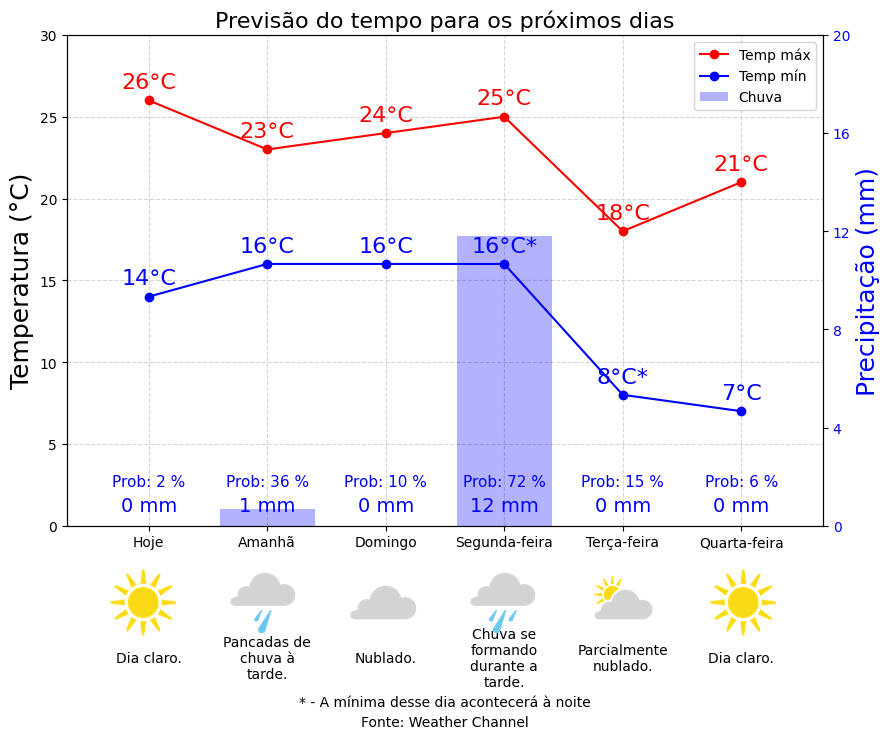 Previsão do tempo para os próximos dias
Temperatura (°C)
30
25
20
15
10
5
0
Precipitação (mm)
20
16
12
8
4
0
Temp máx
Temp mín
Chuva
26°C
23°C
24°C
25°C
18°C
21°C
14°C
16°C
16°C
16°C*
8°C*
7°C
Prob: 2 %
Prob: 36 %
Prob: 10 %
Prob: 72 %
Prob: 15 %
Prob: 6 %
0 mm
1 mm
0 mm
12 mm
0 mm
0 mm
Hoje
Amanhã
Domingo
Segunda-feira
Terça-feira
Quarta-feira
Dia claro.
Pancadas de
chuva à
tarde.
Nublado.
Chuva se
formando
durante a
tarde.
Parcialmente
nublado.
Dia claro.
* - A mínima desse dia acontecerá à noite
Fonte: Weather Channel